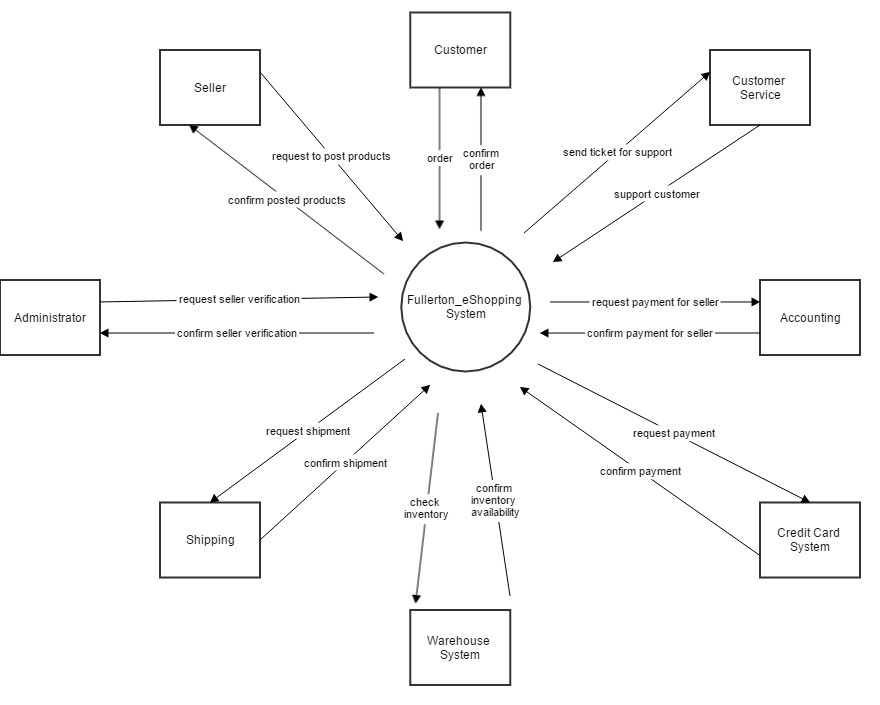 Customer
Seller
Customer
Service
request to post products
order
confirm
order
send ticket for support
confirm posted products
support customer
Administrator
request seller verification
confirm seller verification
Fullerton_eShopping
System
request payment for seller
confirm payment for seller
Accounting
request shipment
confirm shipment
request payment
confirm payment
check
inventory
confirm
inventory
availability
Shipping
Credit Card
System
Warehouse
System